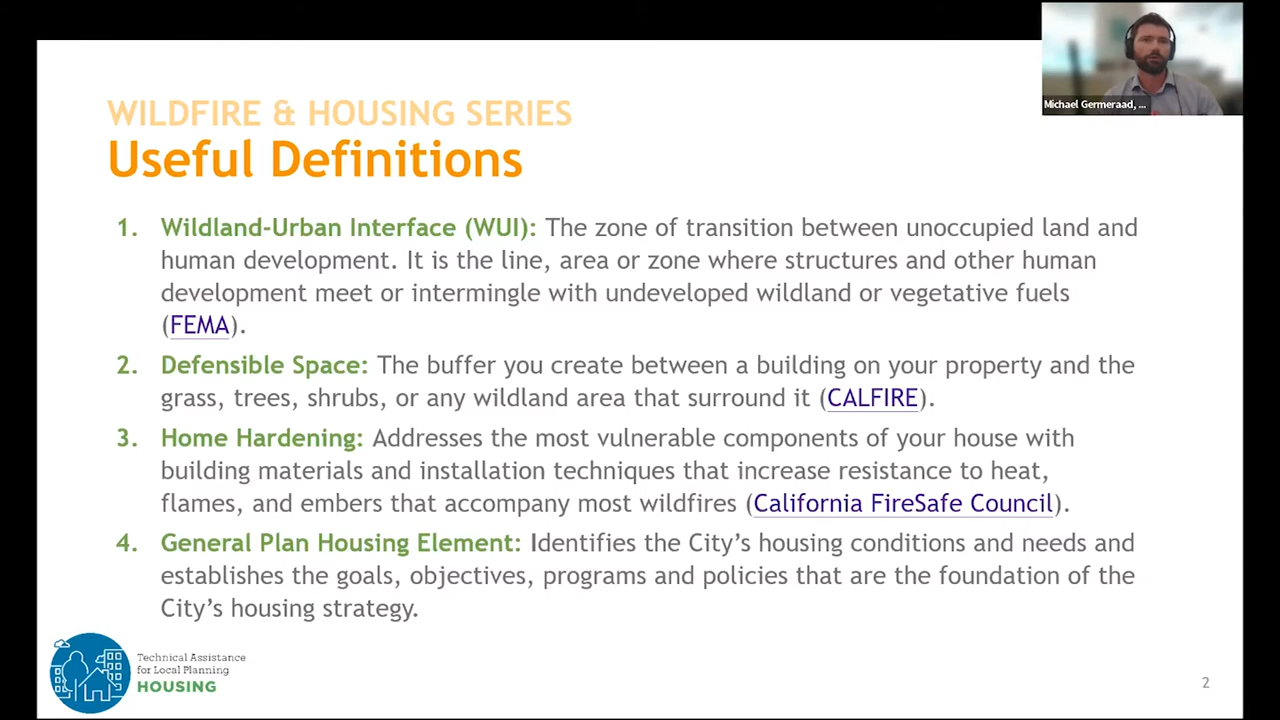 Michael Germeraad, ...
WILDFIRE & HOUSING SERIES
Useful Definitions
1. Wildland-Urban Interface (WUI): The zone of transition between unoccupied land and
human development. It is the line, area or zone where structures and other human
development meet or intermingle with undeveloped wildland or vegetative fuels
(FEMA).
2. Defensible Space: The buffer you create between a building on your property and the
grass, trees, shrubs, or any wildland area that surround it (CALFIRE).
3. Home Hardening: Addresses the most vulnerable components of your house with
building materials and installation techniques that increase resistance to heat,
flames, and embers that accompany most wildfires (California FireSafe Council).
4. General Plan Housing Element: Identifies the City’s housing conditions and needs and
establishes the goals, objectives, programs and policies that are the foundation of the
City’s housing strategy.
Technical Assistance
for Local Planning
HOUSING
2